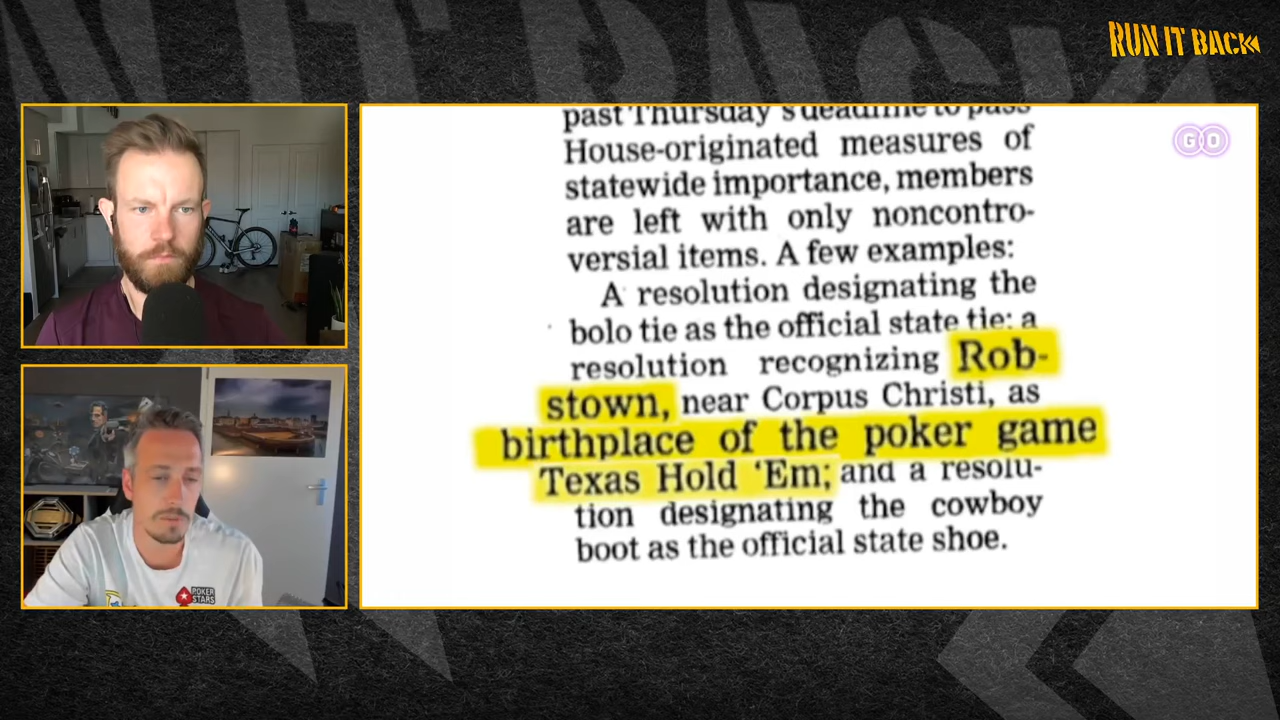 RUN IT BACK
GO
past Thursday's deadline to pass
House-originated measures of
statewide importance, members
are left with only noncontro-
versial items. A few examples:
A resolution designating the
bolo tie as the official state tie; a
resolution recognizing Rob-
stown, near Corpus Christi, as
birthplace of the poker game
Texas Hold 'Em; and a resolu-
tion designating the cowboy
boot as the official state shoe.
POKER
STARS